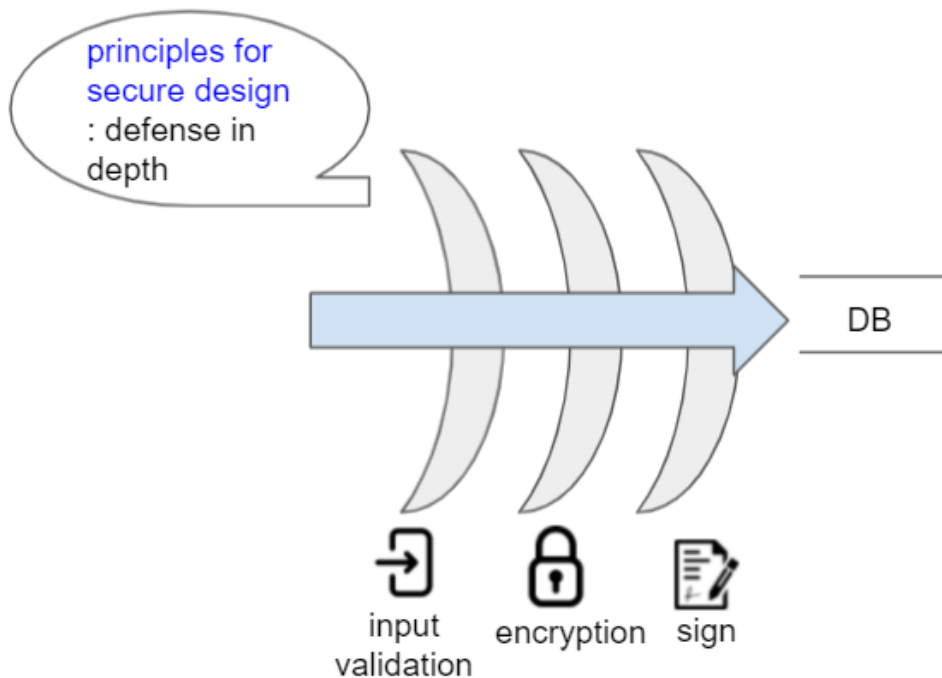 principles for
secure design
: defense in
depth
DB
input
validation
encryption
sign